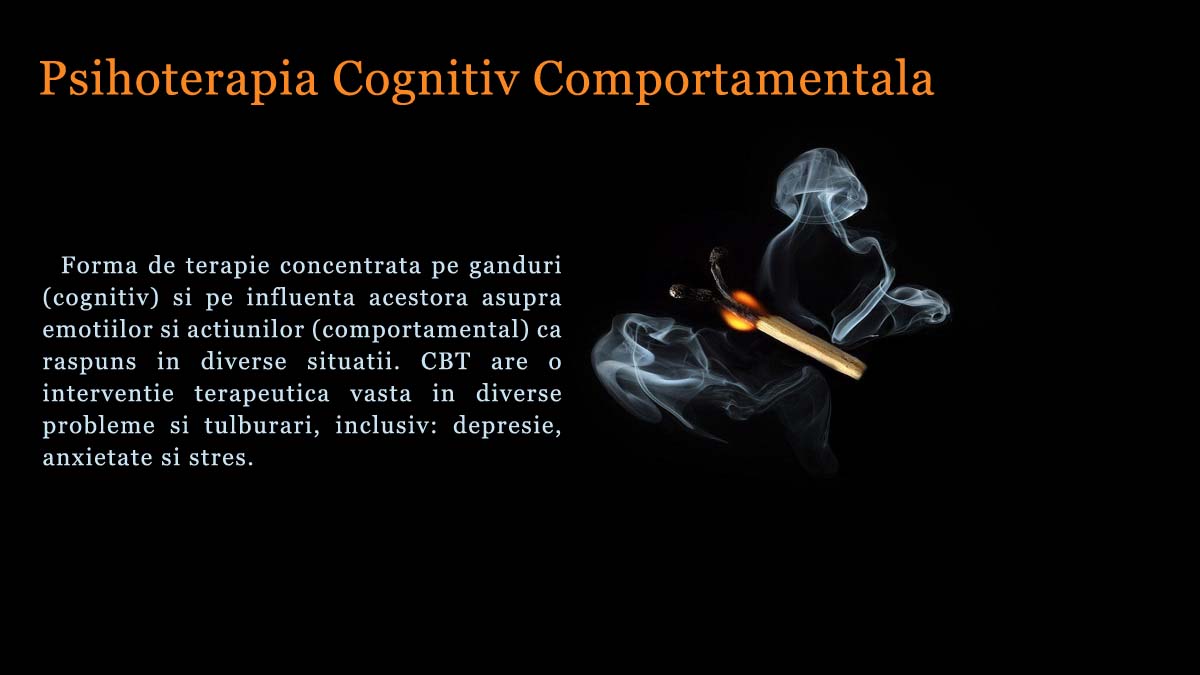 Psihoterapia Cognitiv Comportamentala
Forma de terapie concentrata pe ganduri
(cognitiv) si pe influenta acestora asupra
emotiilor si actiunilor (comportamental) ca
raspuns in diverse situatii. CBT are o
interventie terapeutica vasta in diverse
probleme si tulburari, inclusiv: depresie,
anxietate si stres.